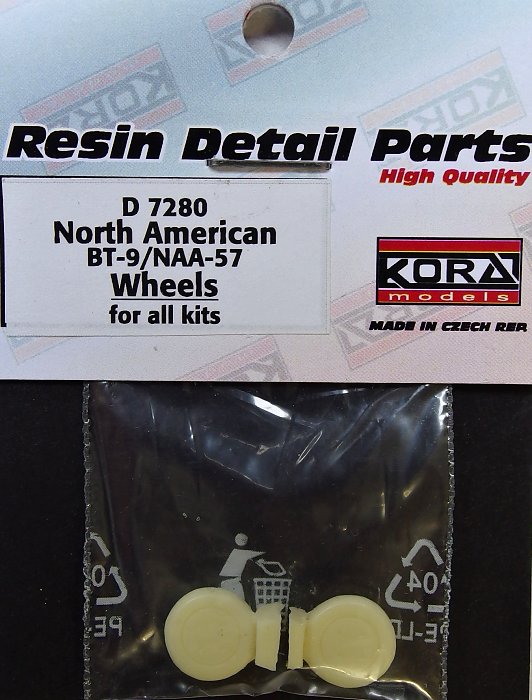 Resin Detail Parts
High Quality
D 7280
North American
BT-9/NAA-57
Wheels
for all kits
KORA
models
MADE IN CZECH REP.
04
PE-LD
PE